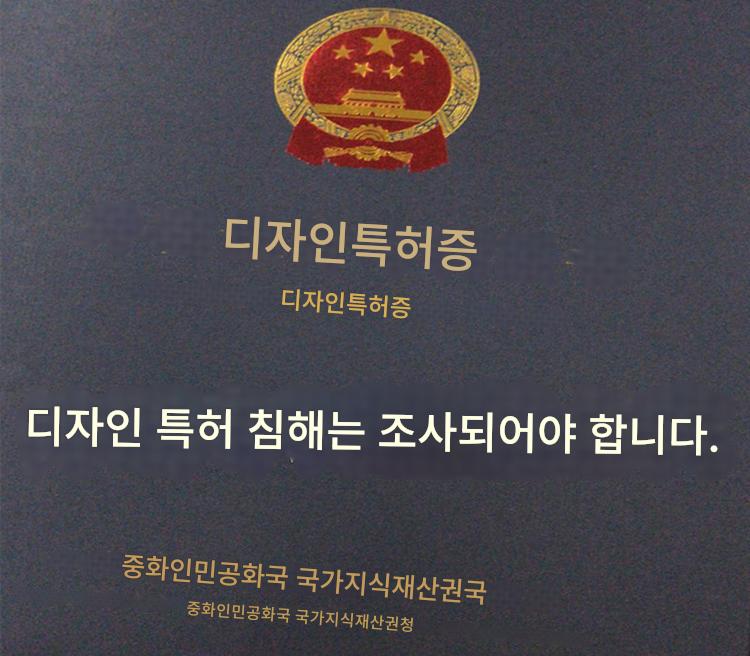 디자인특허증
디자인특허증
디자인 특허 침해는 조사되어야 합니다.
중화인민공화국 국가지식재산권국
중화인민공화국 국가지식재산권청